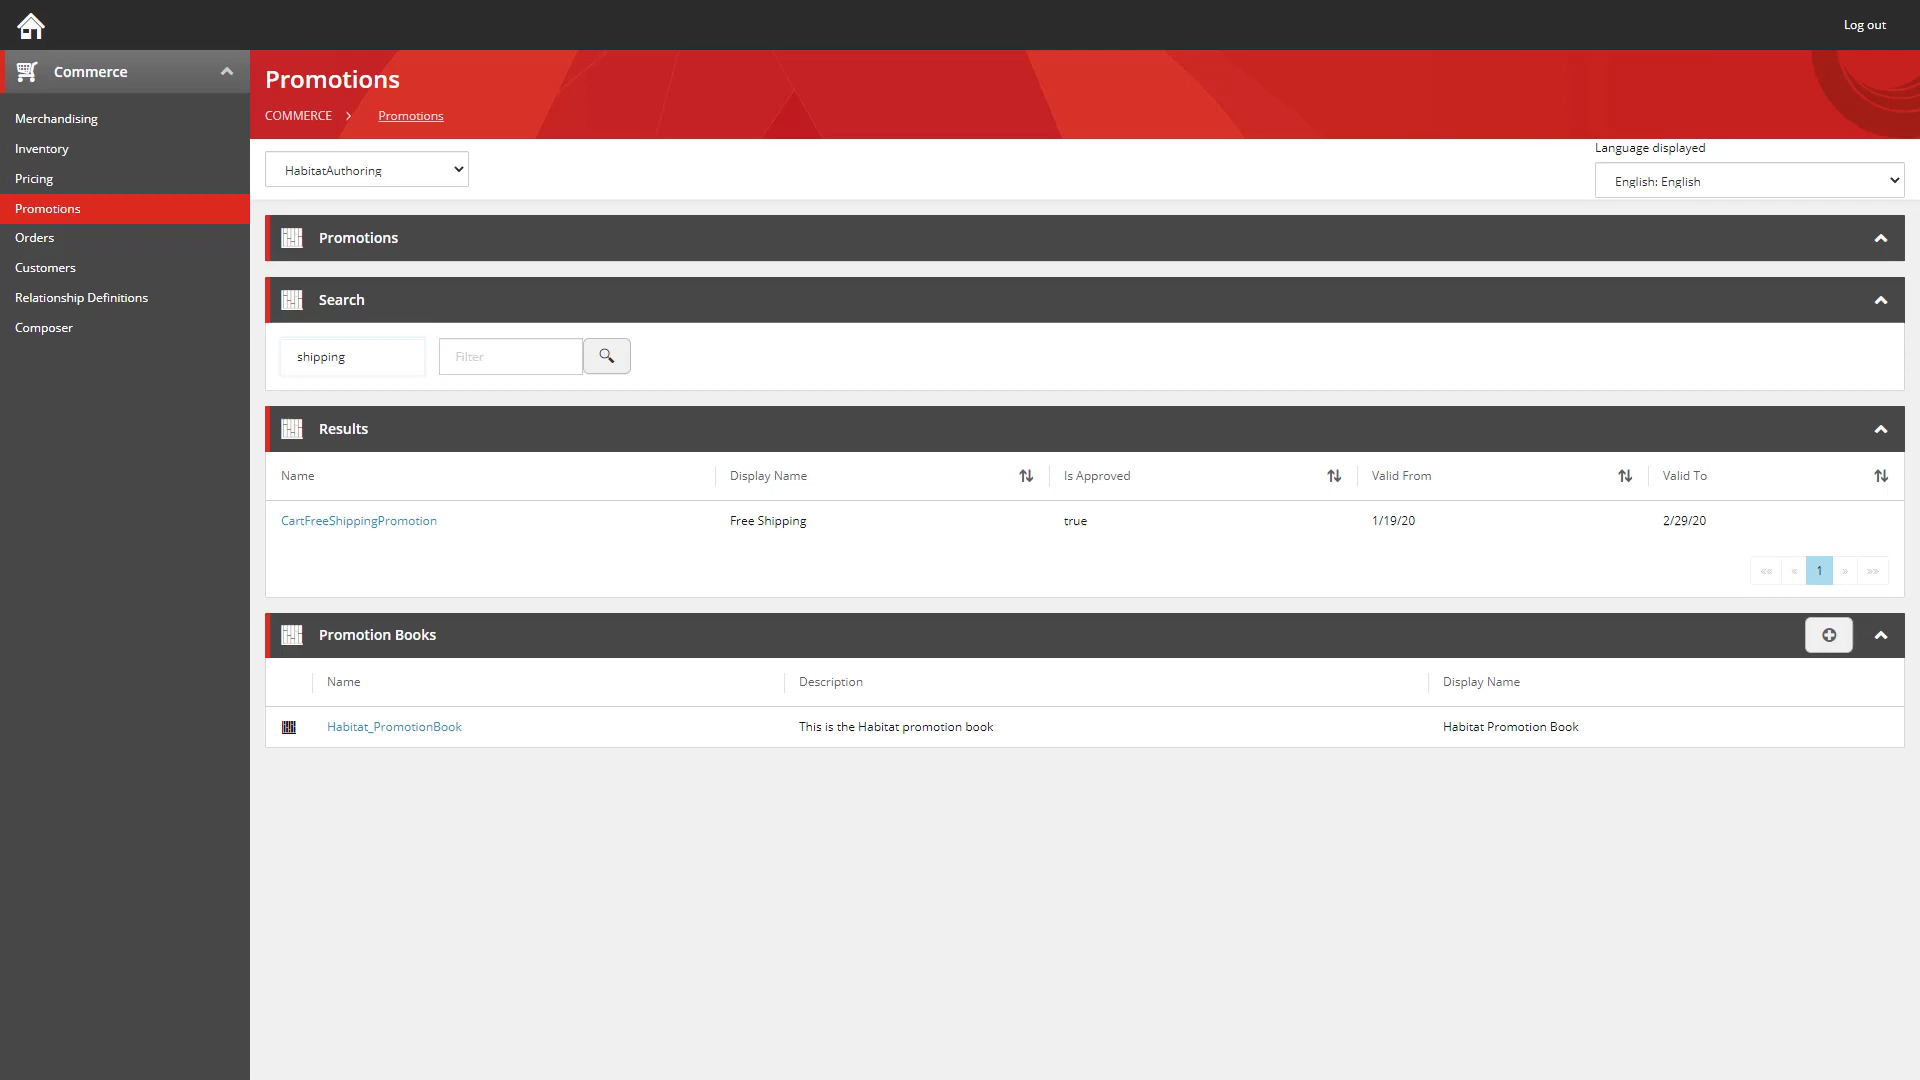 Log out
Commerce
Merchandising
Inventory
Pricing
Promotions
Orders
Customers
Relationship Definitions
Composer
Promotions
COMMERCE > Promotions
HabitatAuthoring
Language displayed
English: English
Promotions
Search
shipping Filter
Results
Name Display Name Is Approved Valid From Valid To
CartFreeShippingPromotion Free Shipping true 1/19/20 2/29/20
«« « 1 » »»
Promotion Books
Name Description Display Name
Habitat_PromotionBook This is the Habitat promotion book Habitat Promotion Book